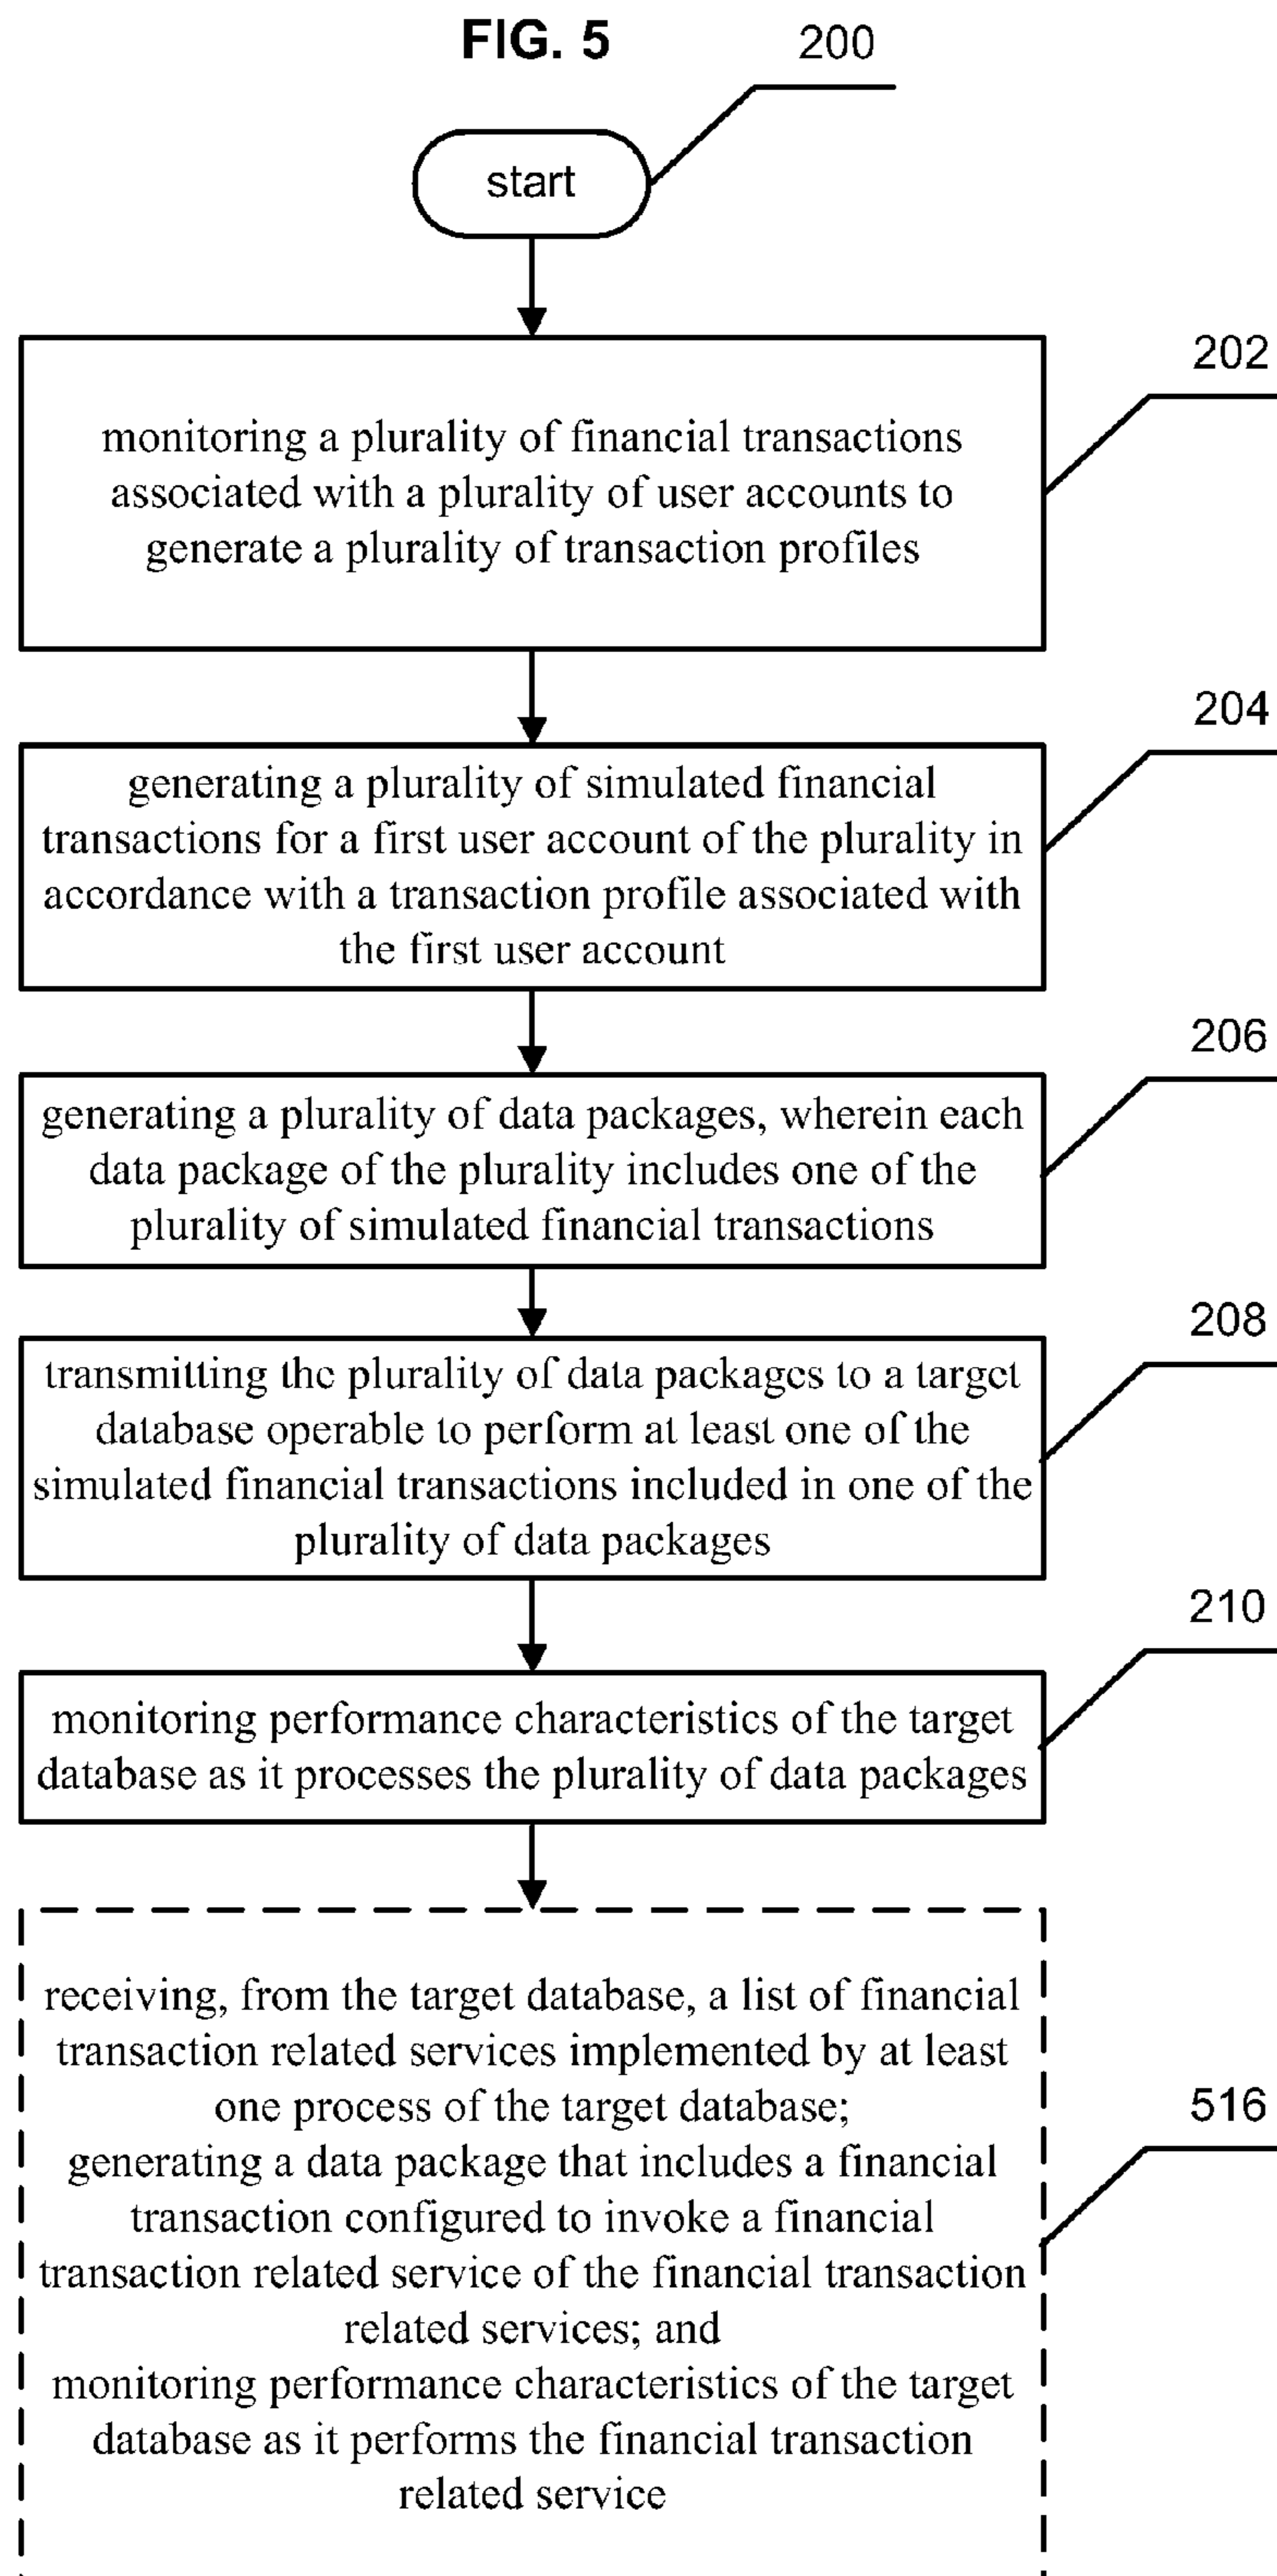 FIG. 5
200
start
202
monitoring a plurality of financial transactions
associated with a plurality of user accounts to
generate a plurality of transaction profiles
204
generating a plurality of simulated financial
transactions for a first user account of the plurality in
accordance with a transaction profile associated with
the first user account
206
generating a plurality of data packages, wherein each
data package of the plurality includes one of the
plurality of simulated financial transactions
208
transmitting the plurality of data packages to a target
database operable to perform at least one of the
simulated financial transactions included in one of the
plurality of data packages
210
monitoring performance characteristics of the target
database as it processes the plurality of data packages
receiving, from the target database, a list of financial
transaction related services implemented by at least
one process of the target database;
generating a data package that includes a financial
transaction configured to invoke a financial
transaction related service of the financial transaction
related services; and
monitoring performance characteristics of the target
database as it performs the financial transaction
related service
516